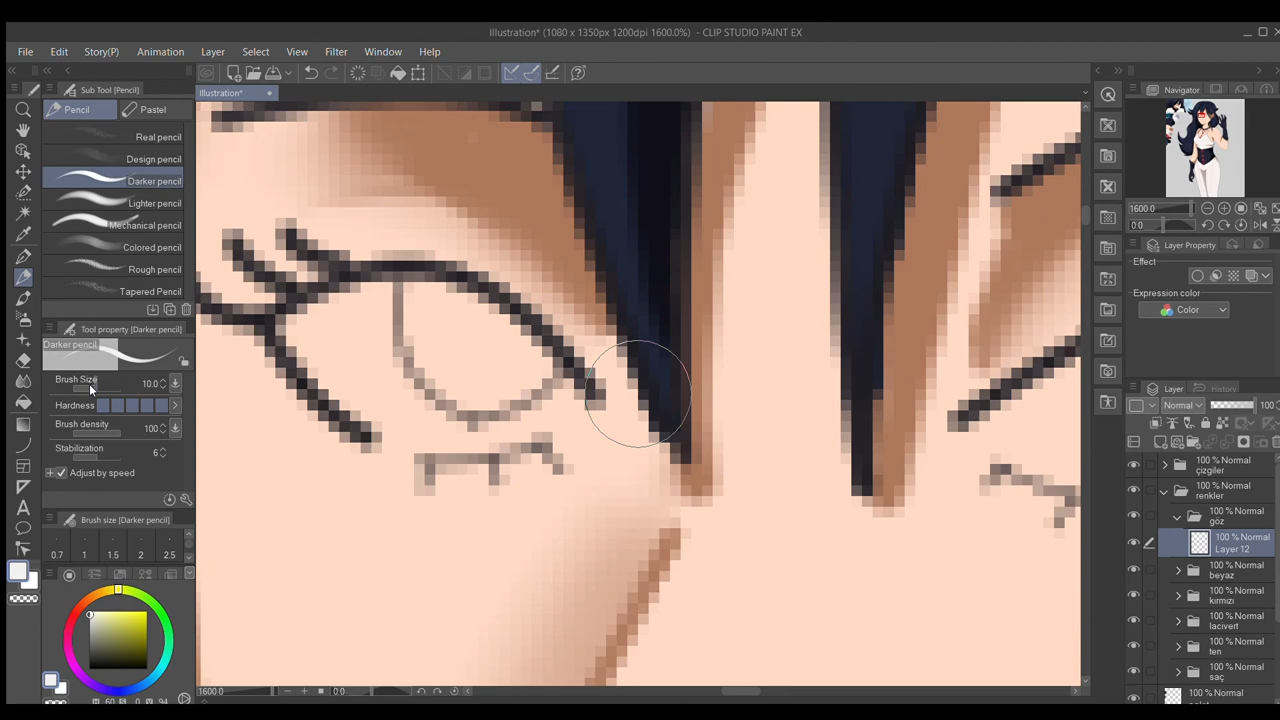 Illustration* (1080 x 1350px 1200dpi 1600.0%) - CLIP STUDIO PAINT EX
File Edit Story(P) Animation Layer Select View Filter Window Help
Sub Tool [Pencil]
Pencil
Pastel
Real pencil
Design pencil
Darker pencil
Lighter pencil
Mechanical pencil
Colored pencil
Rough pencil
Tapered Pencil
Tool property [Darker pencil]
Darker pencil
Brush Size 10.0
Hardness
Brush density 100
Stabilization 6
Adjust by speed
Brush size [Darker pencil]
0.7 1 1.5 2 2.5
H 60 S 0 V 94
Illustration*
1600.0 0:0
Navigator
1600.0
0:0
Layer Property
Effect
Expression color
Color
Layer History
Normal 100
100 % Normal
çizgiler
100 % Normal
renkler
100 % Normal
göz
100 % Normal
Layer 12
100 % Normal
beyaz
100 % Normal
kırmızı
100 % Normal
lacivert
100 % Normal
ten
100 % Normal
saç
100 % Normal